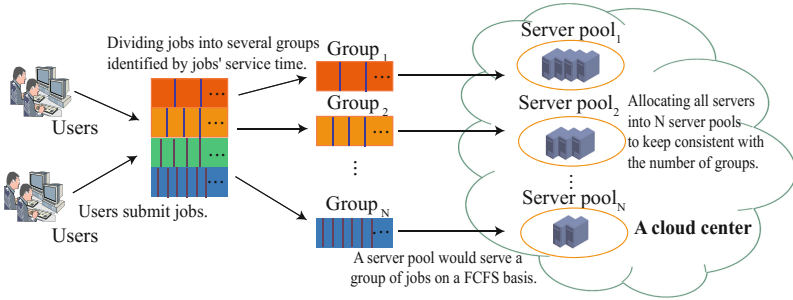 Dividing jobs into several groups
identified by jobs' service time.
Users
Users
Users submit jobs.
...
...
...
...
Group1
...
Group2
...
⋮
GroupN
...
A server pool would serve a
group of jobs on a FCFS basis.
Server pool1
Server pool2
⋮
Server poolN
Allocating all servers
into N server pools
to keep consistent with
the number of groups.
A cloud center